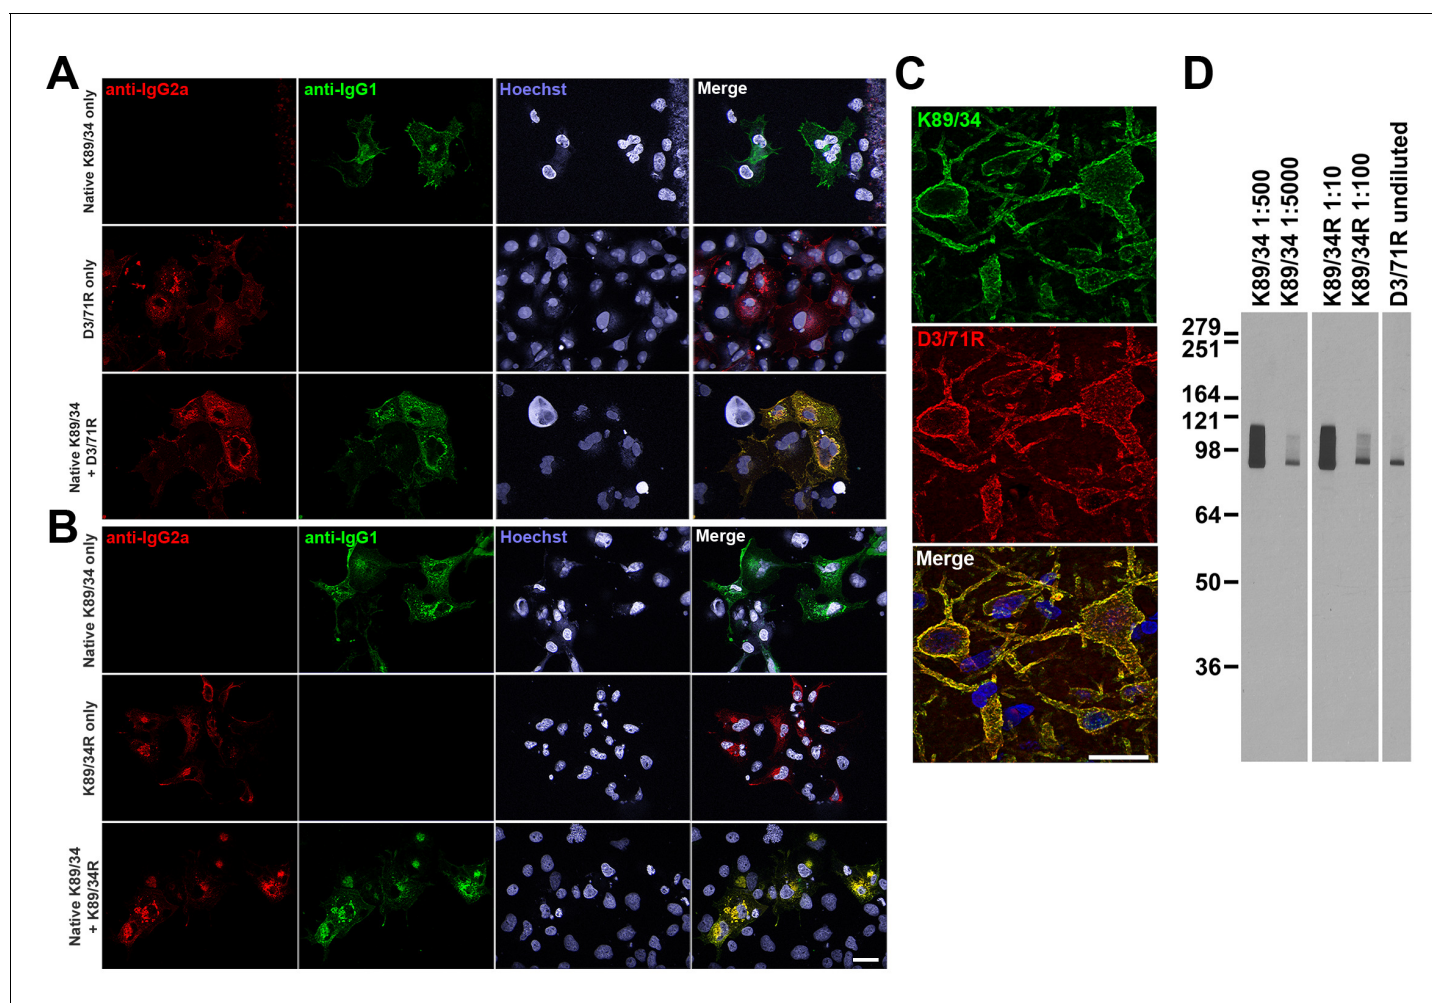 A
anti-IgG2a
anti-IgG1
Hoechst
Merge
Native K89/34 only
D3/71R only
Native K89/34
+ D3/71R
B
anti-IgG2a
anti-IgG1
Hoechst
Merge
Native K89/34 only
K89/34R only
Native K89/34
+ K89/34R
C
K89/34
D3/71R
Merge
D
K89/34 1:500
K89/34 1:5000
K89/34R 1:10
K89/34R 1:100
D3/71R undiluted
279
251
164
121
98
64
50
36